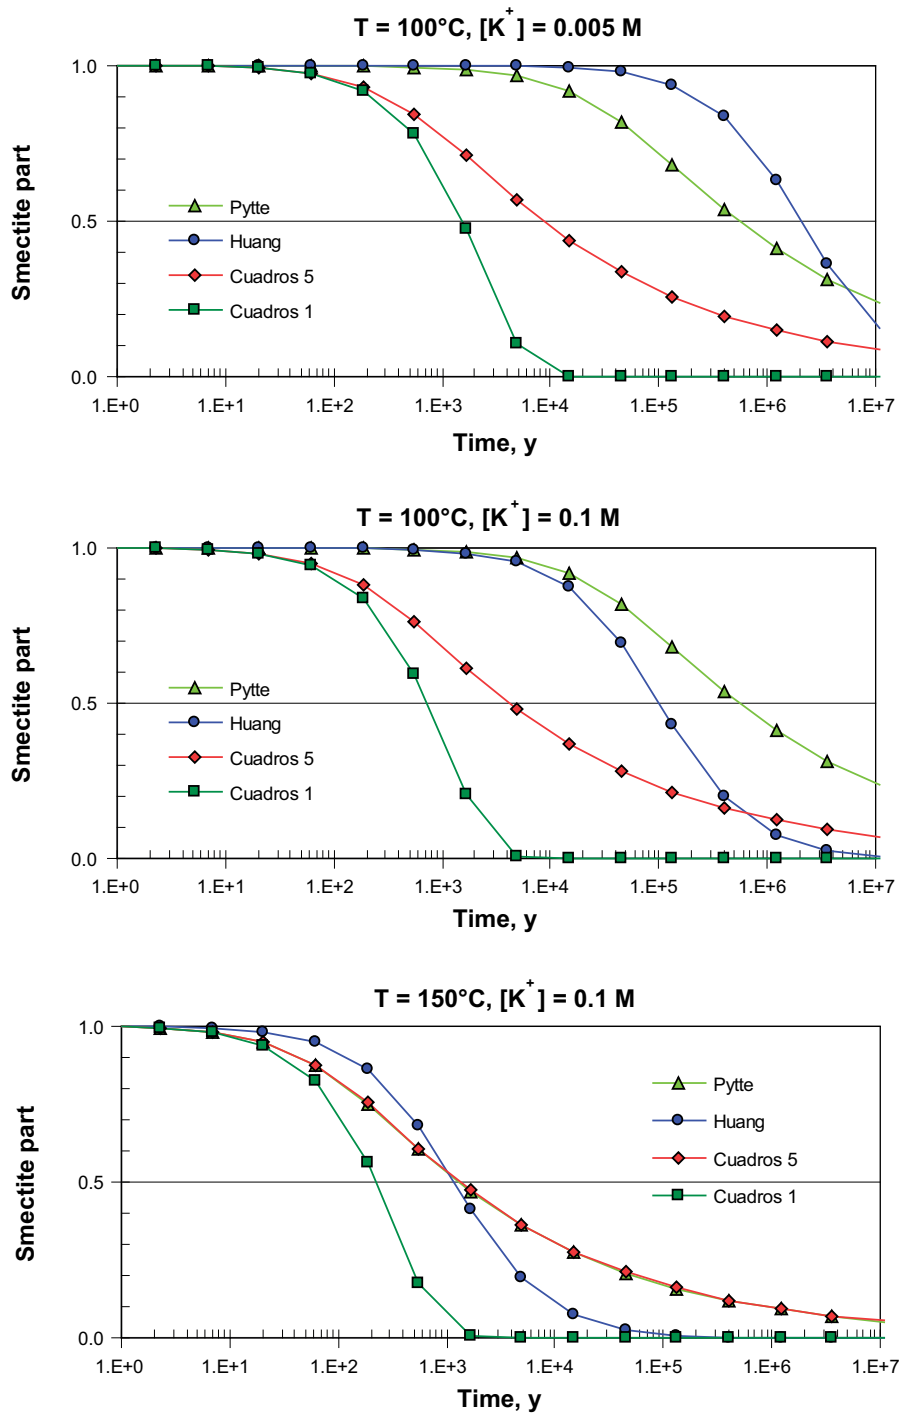 T = 100°C, [K+] = 0.005 M
Smectite part
1.0
0.5
0.0
Pytte
Huang
Cuadros 5
Cuadros 1
1.E+0 1.E+1 1.E+2 1.E+3 1.E+4 1.E+5 1.E+6 1.E+7
Time, y
T = 100°C, [K+] = 0.1 M
Smectite part
1.0
0.5
0.0
Pytte
Huang
Cuadros 5
Cuadros 1
1.E+0 1.E+1 1.E+2 1.E+3 1.E+4 1.E+5 1.E+6 1.E+7
Time, y
T = 150°C, [K+] = 0.1 M
Smectite part
1.0
0.5
0.0
Pytte
Huang
Cuadros 5
Cuadros 1
1.E+0 1.E+1 1.E+2 1.E+3 1.E+4 1.E+5 1.E+6 1.E+7
Time, y